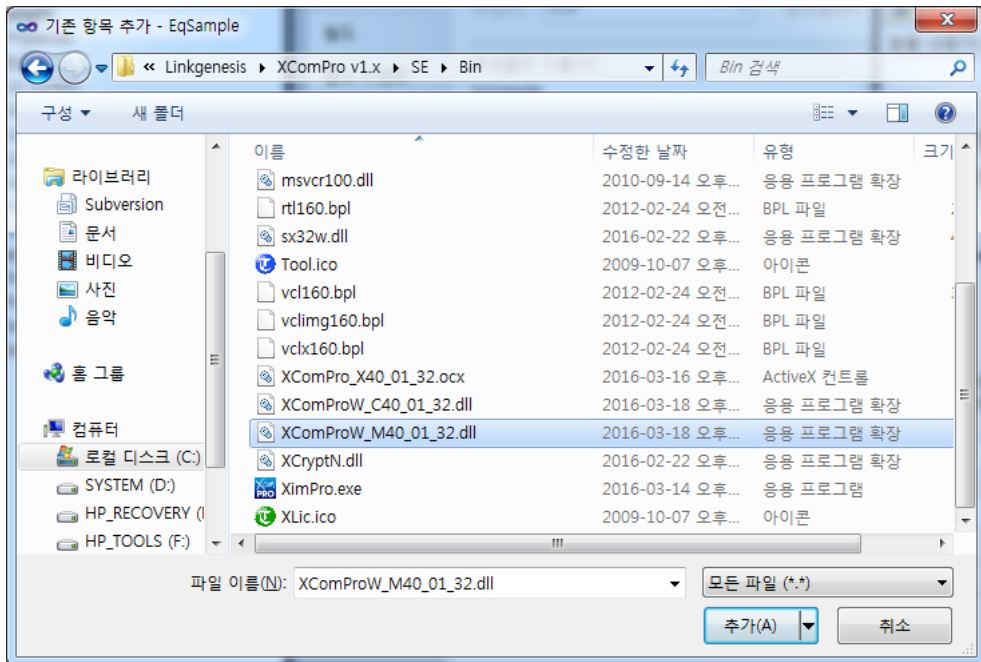 기존 항목 추가 - EqSample
« Linkgenesis ▸ XComPro v1.x ▸ SE ▸ Bin
Bin 검색
구성 ▼ 새 폴더
라이브러리
Subversion
문서
비디오
사진
음악
홈 그룹
컴퓨터
로컬 디스크 (C:)
SYSTEM (D:)
HP_RECOVERY (
HP_TOOLS (F:)
이름 수정한 날짜 유형 크기
msvcr100.dll 2010-09-14 오후... 응용 프로그램 확장
rtl160.bpl 2012-02-24 오전... BPL 파일
sx32w.dll 2016-02-22 오후... 응용 프로그램 확장
Tool.ico 2009-10-07 오후... 아이콘
vcl160.bpl 2012-02-24 오전... BPL 파일
vclimg160.bpl 2012-02-24 오전... BPL 파일
vclx160.bpl 2012-02-24 오전... BPL 파일
XComPro_X40_01_32.ocx 2016-03-16 오후... ActiveX 컨트롤
XComProW_C40_01_32.dll 2016-03-18 오후... 응용 프로그램 확장
XComProW_M40_01_32.dll 2016-03-18 오후... 응용 프로그램 확장
XCryptN.dll 2016-02-22 오후... 응용 프로그램 확장
XimPro.exe 2016-03-14 오후... 응용 프로그램
XLic.ico 2009-10-07 오후... 아이콘
파일 이름(N): XComProW_M40_01_32.dll 모든 파일 (*.*)
추가(A) 취소